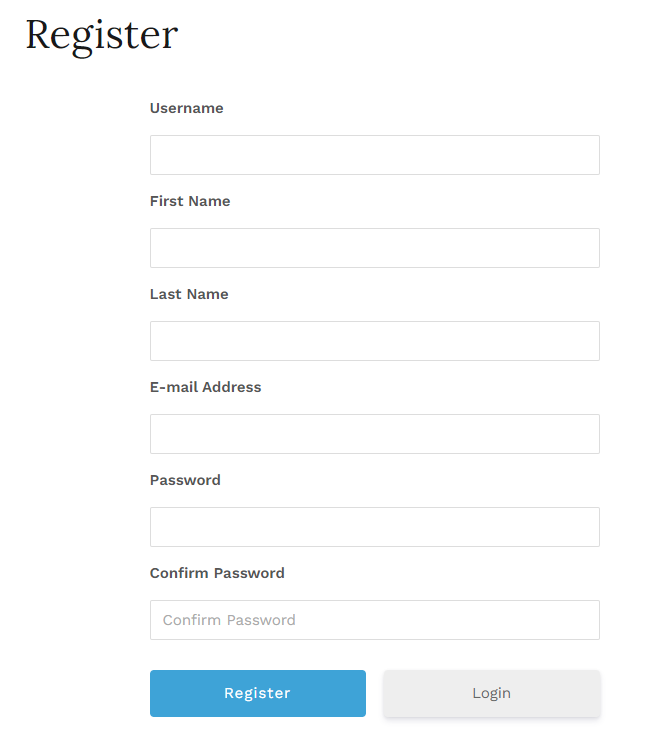 Register
Username
First Name
Last Name
E-mail Address
Password
Confirm Password
Confirm Password
Register Login